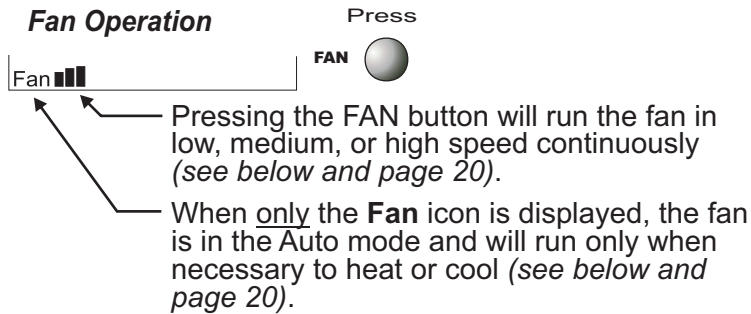 Fan Operation
Press
FAN
Fan
Pressing the FAN button will run the fan in
low, medium, or high speed continuously
(see below and page 20).
When only the Fan icon is displayed, the fan
is in the Auto mode and will run only when
necessary to heat or cool (see below and
page 20).